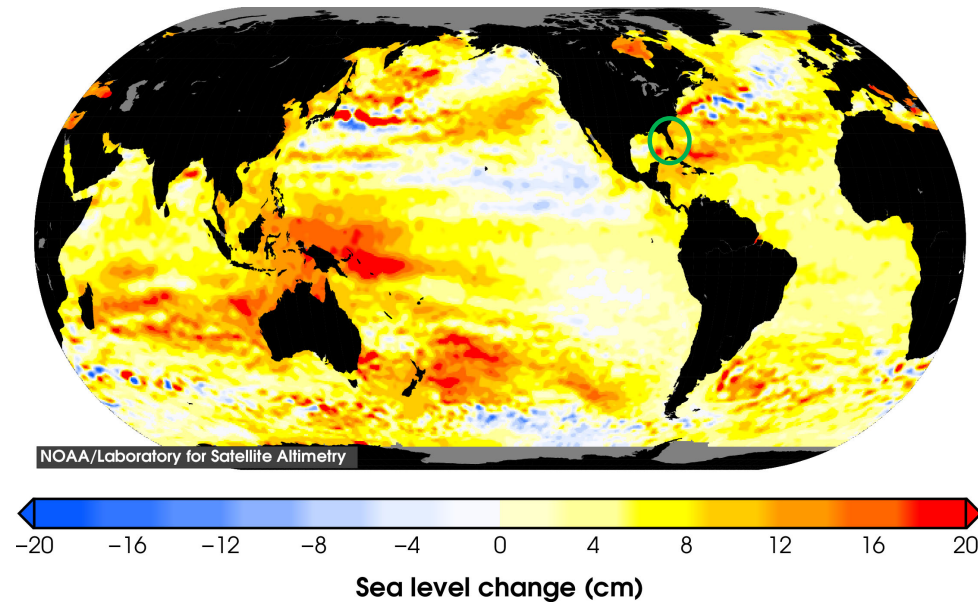 NOAA/Laboratory for Satellite Altimetry
−20 −16 −12 −8 −4 0 4 8 12 16 20
Sea level change (cm)